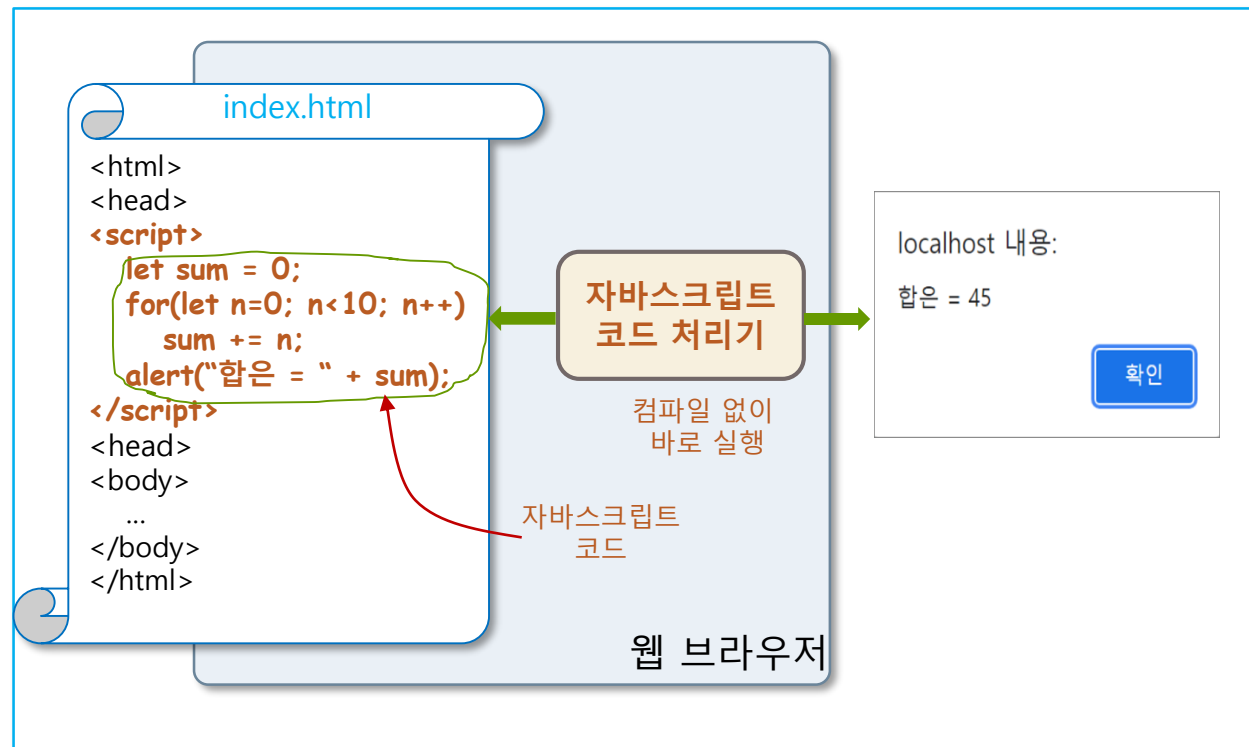 index.html
<html>
<head>
<script>
let sum = 0;
for(let n=0; n<10; n++)
sum += n;
alert(“합은 = “ + sum);
</script>
<head>
<body>
...
</body>
</html>
자바스크립트
코드 처리기
컴파일 없이
바로 실행
자바스크립트
코드
웹 브라우저
localhost 내용:
합은 = 45
확인